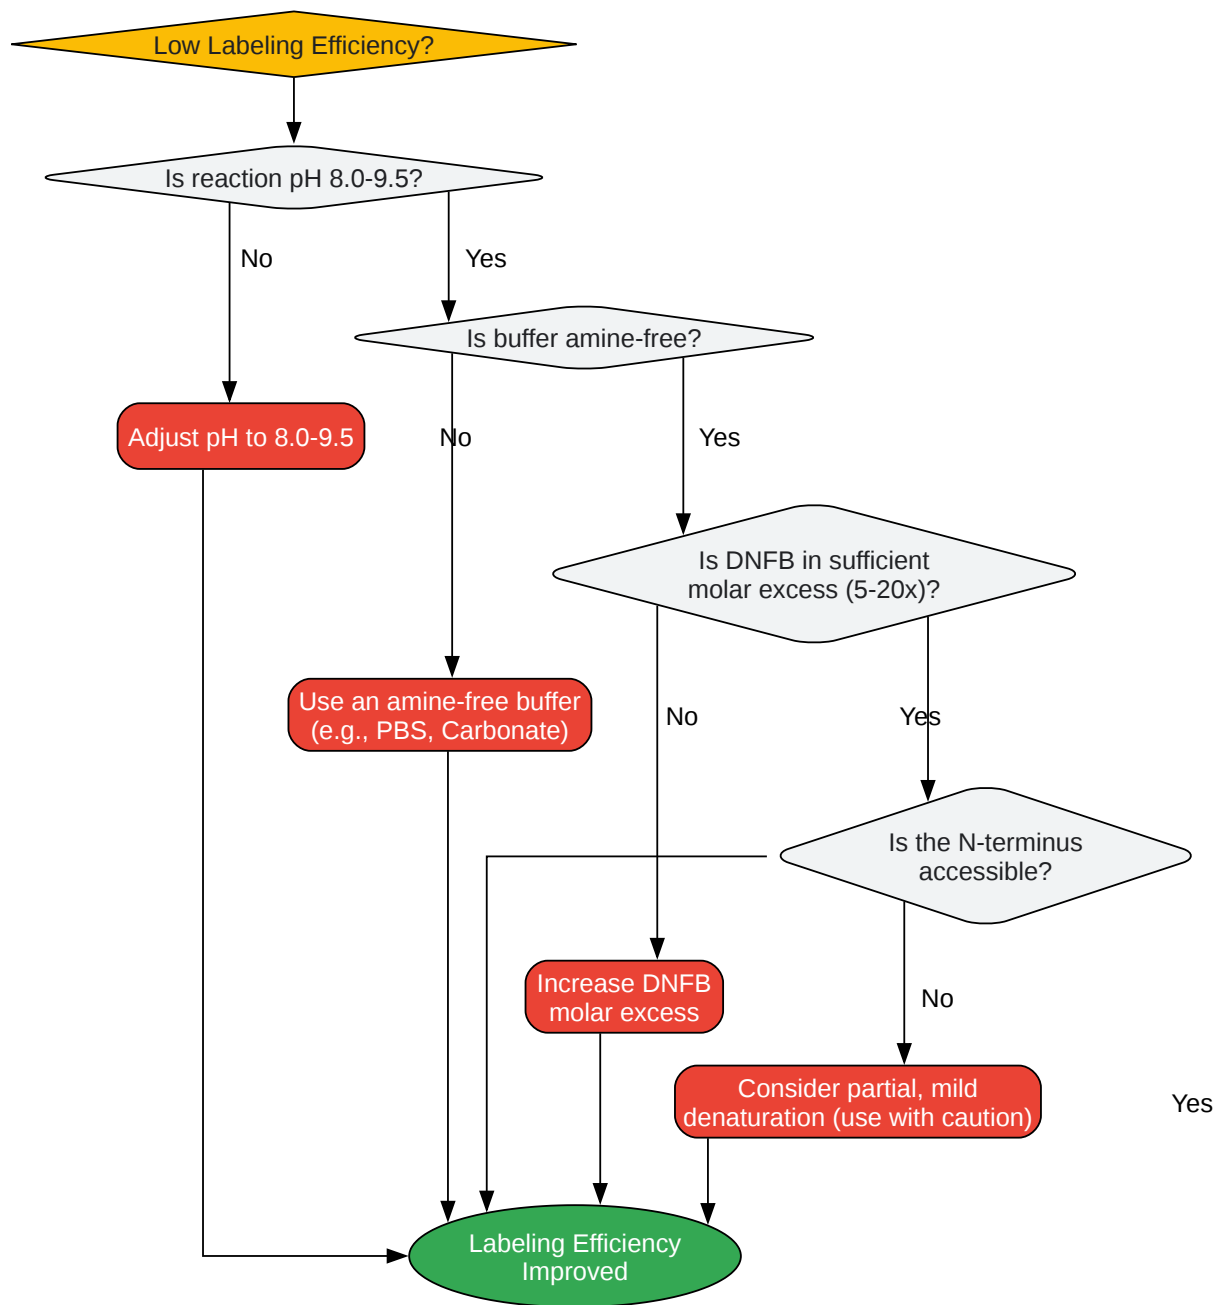 Low Labeling Efficiency?
Is reaction pH 8.0-9.5?
No
Yes
Is buffer amine-free?
Adjust pH to 8.0-9.5
No
Yes
Is DNFB in sufficient
molar excess (5-20x)?
Use an amine-free buffer
(e.g., PBS, Carbonate)
No
Yes
Is the N-terminus
accessible?
Increase DNFB
molar excess
No
Consider partial, mild
denaturation (use with caution)
Yes
Labeling Efficiency
Improved